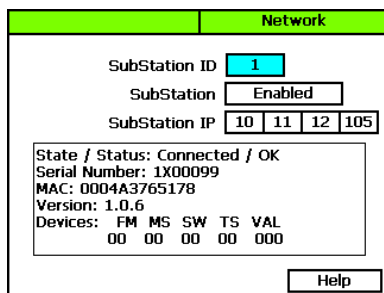 Network
SubStation ID 1
SubStation Enabled
SubStation IP 10 11 12 105
State / Status: Connected / OK
Serial Number: 1X00099
MAC: 0004A3765178
Version: 1.0.6
Devices: FM MS SW TS VAL
00 00 00 00 000
Help